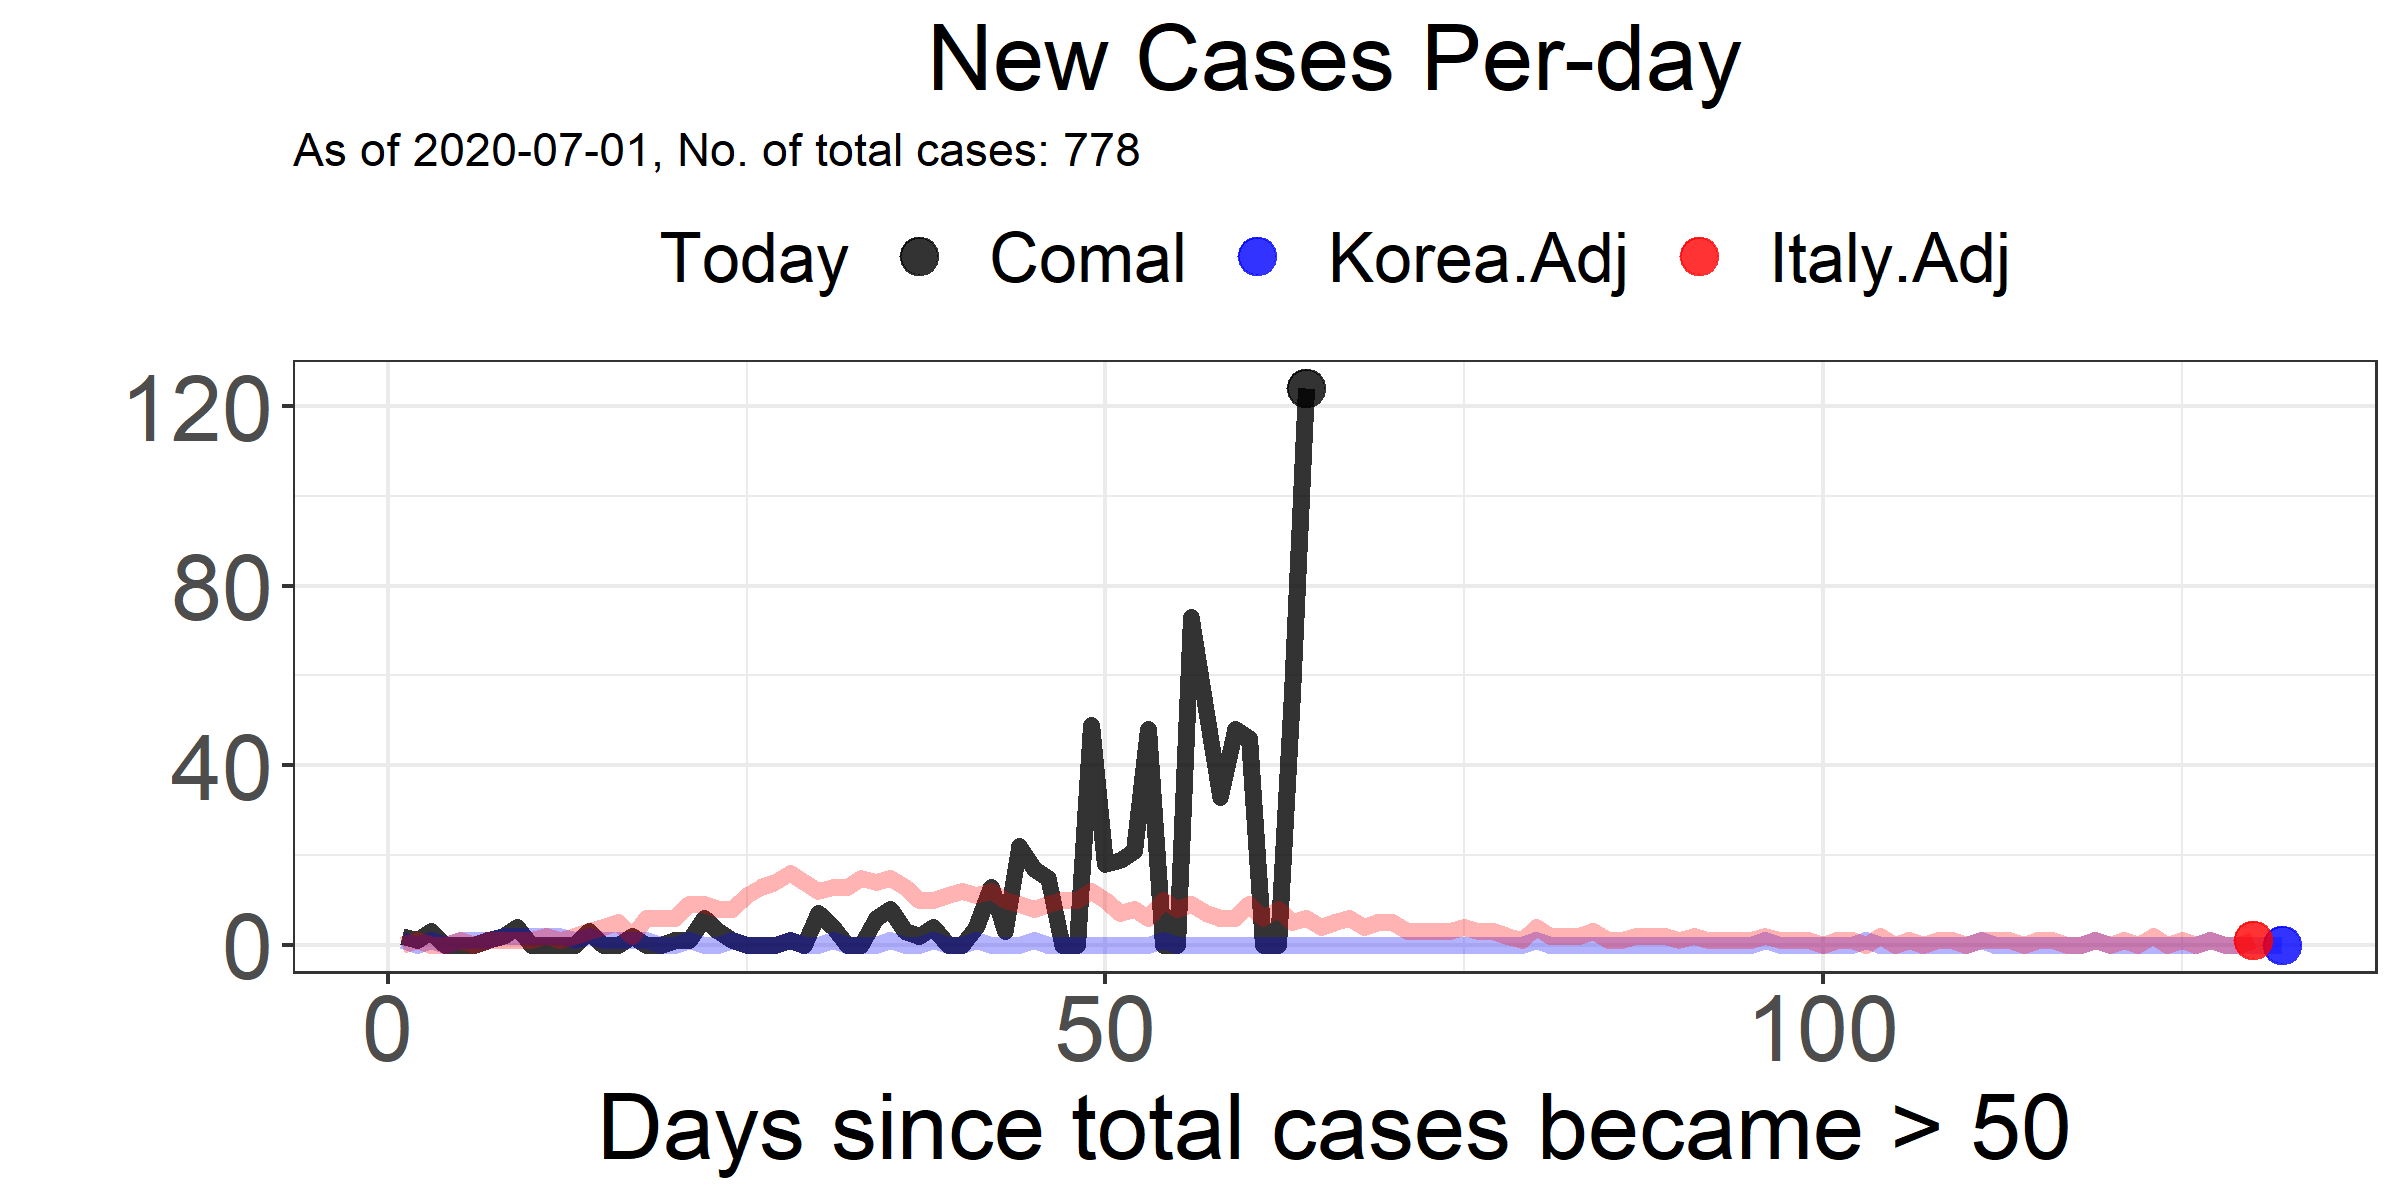 New Cases Per-day
As of 2020-07-01, No. of total cases: 778
Today Comal Korea.Adj Italy.Adj
120
80
40
0
0 50 100
Days since total cases became > 50